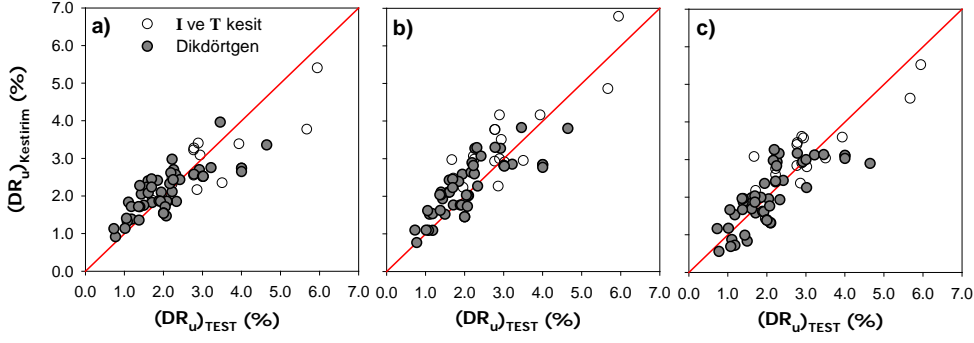 a)
I ve T kesit
Dikdörtgen
b)
c)
7.0
6.0
5.0
4.0
3.0
2.0
1.0
0.0
(DRu)Kestirim (%)
0.0 1.0 2.0 3.0 4.0 5.0 6.0 7.0
0.0 1.0 2.0 3.0 4.0 5.0 6.0 7.0
0.0 1.0 2.0 3.0 4.0 5.0 6.0 7.0
(DRu)TEST (%)
(DRu)TEST (%)
(DRu)TEST (%)